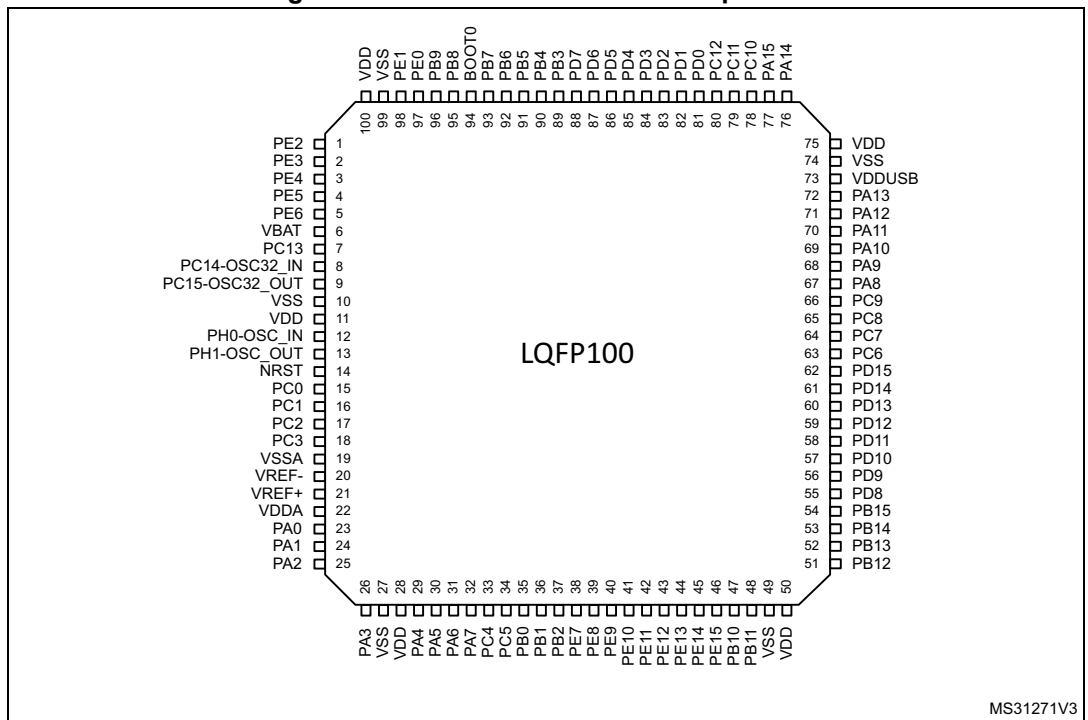 VDD VSS PE1 PE0 PB9 PB8 BOOT0 PB7 PB6 PB5 PB4 PB3 PD7 PD6 PD5 PD4 PD3 PD2 PD1 PD0 PC12 PC11 PC10 PA15 PA14
100 99 98 97 96 95 94 93 92 91 90 89 88 87 86 85 84 83 82 81 80 79 78 77 76
PE2 1 75 VDD
PE3 2 74 VSS
PE4 3 73 VDDUSB
PE5 4 72 PA13
PE6 5 71 PA12
VBAT 6 70 PA11
PC13 7 69 PA10
PC14-OSC32_IN 8 68 PA9
PC15-OSC32_OUT 9 67 PA8
VSS 10 66 PC9
VDD 11 65 PC8
PH0-OSC_IN 12 64 PC7
PH1-OSC_OUT 13 LQFP100 63 PC6
NRST 14 62 PD15
PC0 15 61 PD14
PC1 16 60 PD13
PC2 17 59 PD12
PC3 18 58 PD11
VSSA 19 57 PD10
VREF- 20 56 PD9
VREF+ 21 55 PD8
VDDA 22 54 PB15
PA0 23 53 PB14
PA1 24 52 PB13
PA2 25 51 PB12
26 27 28 29 30 31 32 33 34 35 36 37 38 39 40 41 42 43 44 45 46 47 48 49 50
PA3 VSS VDD PA4 PA5 PA6 PA7 PC4 PC5 PB0 PB1 PB2 PE7 PE8 PE9 PE10 PE11 PE12 PE13 PE14 PE15 PB10 PB11 VSS VDD
MS31271V3